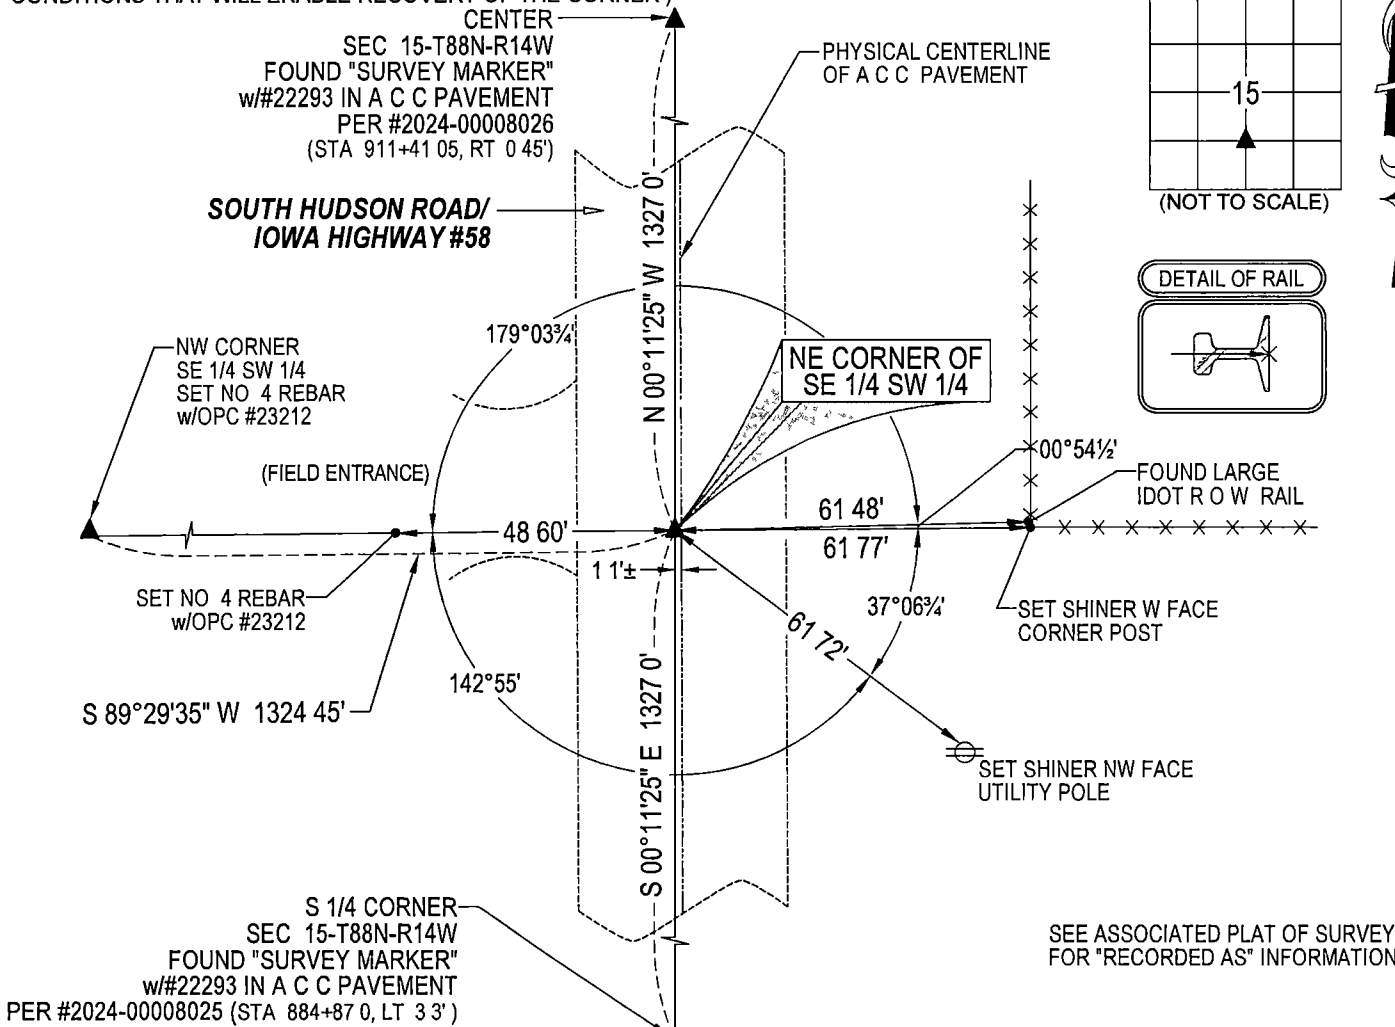 CONDITIONS THAT WILL ENABLE RECOVERY OF THE CORNER )
CENTER
SEC 15-T88N-R14W
FOUND "SURVEY MARKER"
w/#22293 IN A C C PAVEMENT
PER #2024-00008026
(STA 911+41 05, RT 0 45')
PHYSICAL CENTERLINE
OF A C C PAVEMENT
15
(NOT TO SCALE)
SOUTH HUDSON ROAD/
IOWA HIGHWAY #58
N 00°11'25" W 1327 0'
DETAIL OF RAIL
179°03¾'
NW CORNER
SE 1/4 SW 1/4
SET NO 4 REBAR
w/OPC #23212
NE CORNER OF
SE 1/4 SW 1/4
(FIELD ENTRANCE)
00°54½'
FOUND LARGE
IDOT R O W RAIL
48 60'
61 48'
61 77'
1 1'±
SET NO 4 REBAR
w/OPC #23212
37°06¾'
SET SHINER W FACE
CORNER POST
61 72'
142°55'
S 89°29'35" W 1324 45'
S 00°11'25" E 1327 0'
SET SHINER NW FACE
UTILITY POLE
S 1/4 CORNER
SEC 15-T88N-R14W
FOUND "SURVEY MARKER"
w/#22293 IN A C C PAVEMENT
PER #2024-00008025 (STA 884+87 0, LT 3 3' )
SEE ASSOCIATED PLAT OF SURVEY
FOR "RECORDED AS" INFORMATION